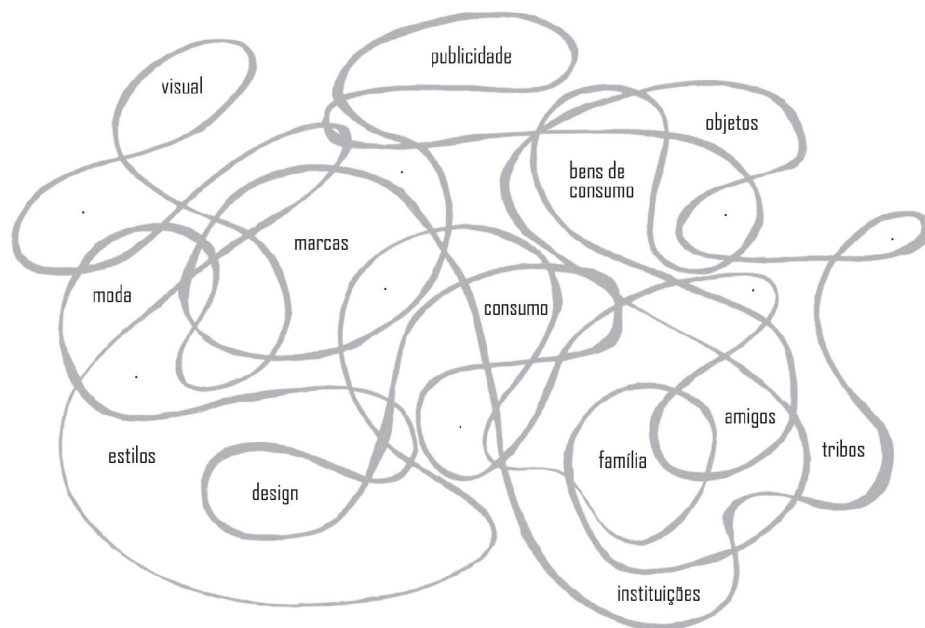 publicidade
visual
objetos
bens de
consumo
marcas
moda
consumo
amigos
tribos
estilos
família
design
instituições